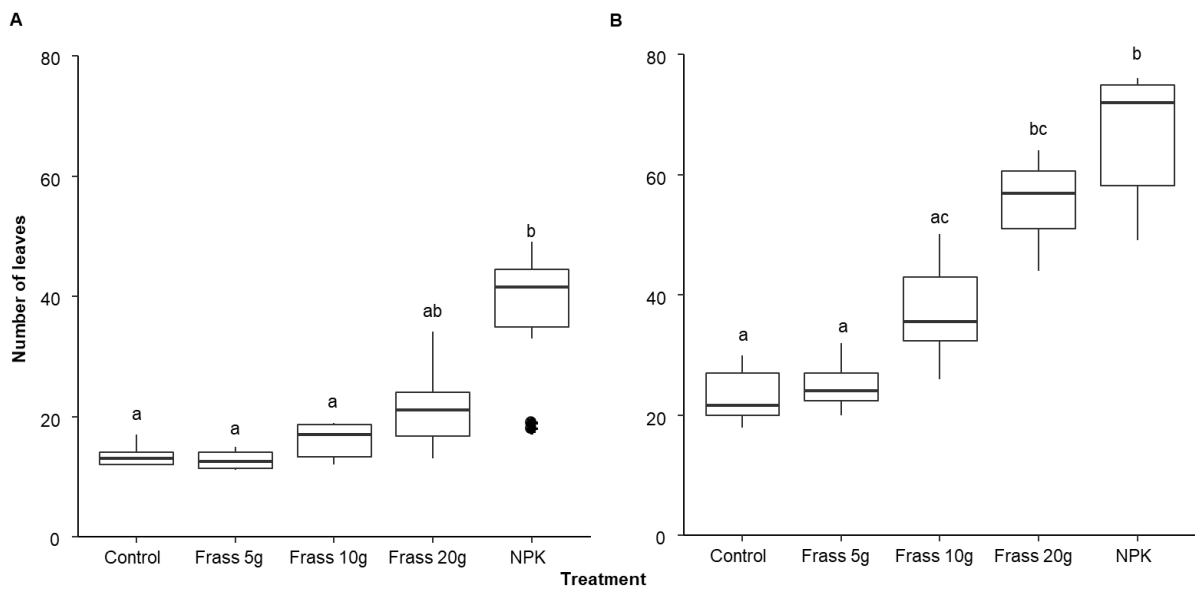 A
Number of leaves
80
60
40
20
0
a
a
a
ab
b
Control Frass 5g Frass 10g Frass 20g NPK
B
80
60
40
20
0
a
a
ac
bc
b
Control Frass 5g Frass 10g Frass 20g NPK
Treatment